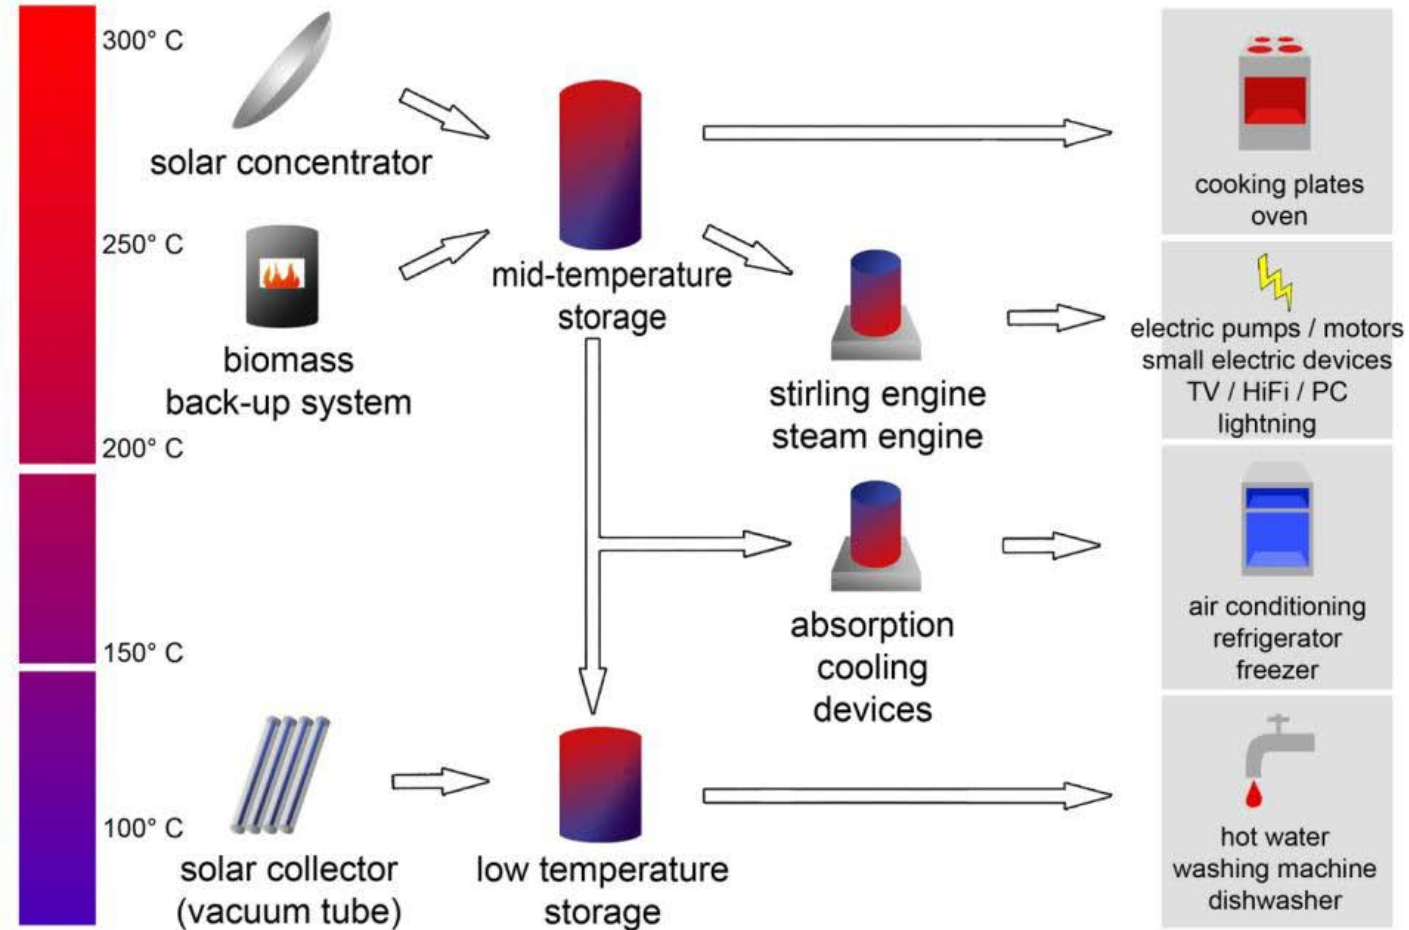 300° C
solar concentrator
250° C
biomass
back-up system
200° C
150° C
100° C
solar collector
(vacuum tube)
mid-temperature
storage
low temperature
storage
stirling engine
steam engine
absorption
cooling
devices
cooking plates
oven
electric pumps / motors
small electric devices
TV / HiFi / PC
lightning
air conditioning
refrigerator
freezer
hot water
washing machine
dishwasher